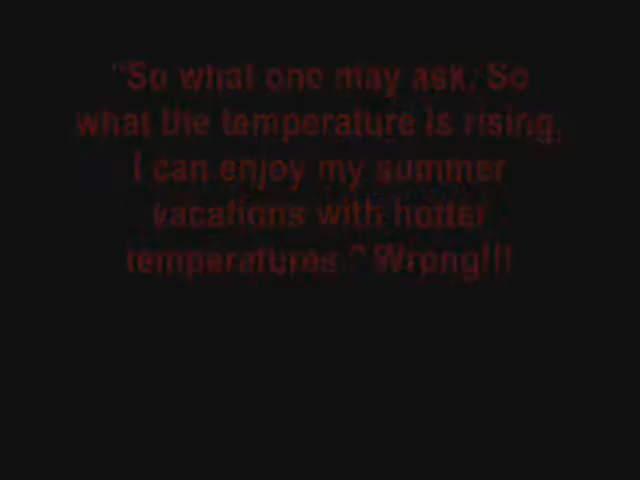 "So what one may ask. So
what the temperature is rising,
I can enjoy my summer
vacations with hotter
temperatures." Wrong!!!